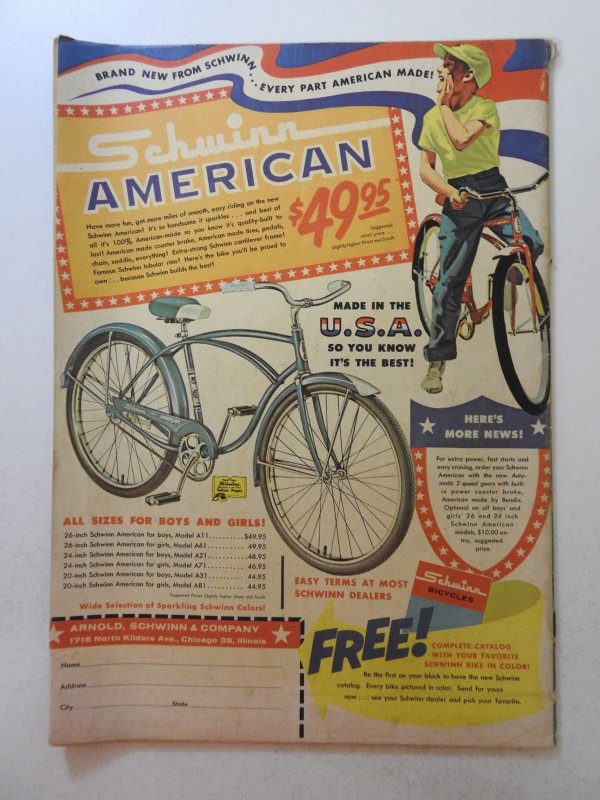 BRAND NEW FROM SCHWINN...EVERY PART AMERICAN MADE!
Schwinn
AMERICAN
$49.95
Suggested
retail price...
slightly higher West and South
Have more fun, get more miles of smooth, easy riding on the new
Schwinn American! It's so handsome it sparkles . . . and best of
all it's 100% American-made so you know it's quality-built to
last! American made coaster brake, American made tires, pedals,
chain, saddle, everything! Extra-strong Schwinn cantilever frame!
Famous Schwinn tubular rims! Here's the bike you'll be proud to
own . . . because Schwinn builds the best!
MADE IN THE
U.S.A.
SO YOU KNOW
IT'S THE BEST!
HERE'S
MORE NEWS!
For extra power, fast starts and
easy cruising, order your Schwinn
American with the new Auto-
matic 2-speed gears with built-
in power coaster brake,
American made by Bendix.
Optional on all boys' and
girls' 26 and 24 inch
Schwinn American
models, $10.00 ex-
tra, suggested
price.
Yellow Pages
ALL SIZES FOR BOYS AND GIRLS!
26-inch Schwinn American for boys, Model A11..........$49.95
26-inch Schwinn American for girls, Model A61.......... 49.95
24-inch Schwinn American for boys, Model A21.......... 46.95
24-inch Schwinn American for girls, Model A71.......... 46.95
20-inch Schwinn American for boys, Model A31.......... 44.95
20-inch Schwinn American for girls, Model A81.......... 44.95
Suggested Prices Slightly higher West and South
Wide Selection of Sparkling Schwinn Colors!
EASY TERMS AT MOST
SCHWINN DEALERS
Schwinn
BICYCLES
ARNOLD, SCHWINN & COMPANY
1718 North Kildare Ave., Chicago 39, Illinois
Name
Address
City State
FREE!
COMPLETE CATALOG
WITH YOUR FAVORITE
SCHWINN BIKE IN COLOR!
Be the first on your block to have the new Schwinn
catalog. Every bike pictured in color. Send for yours
now . . . see your Schwinn dealer and pick your favorite.